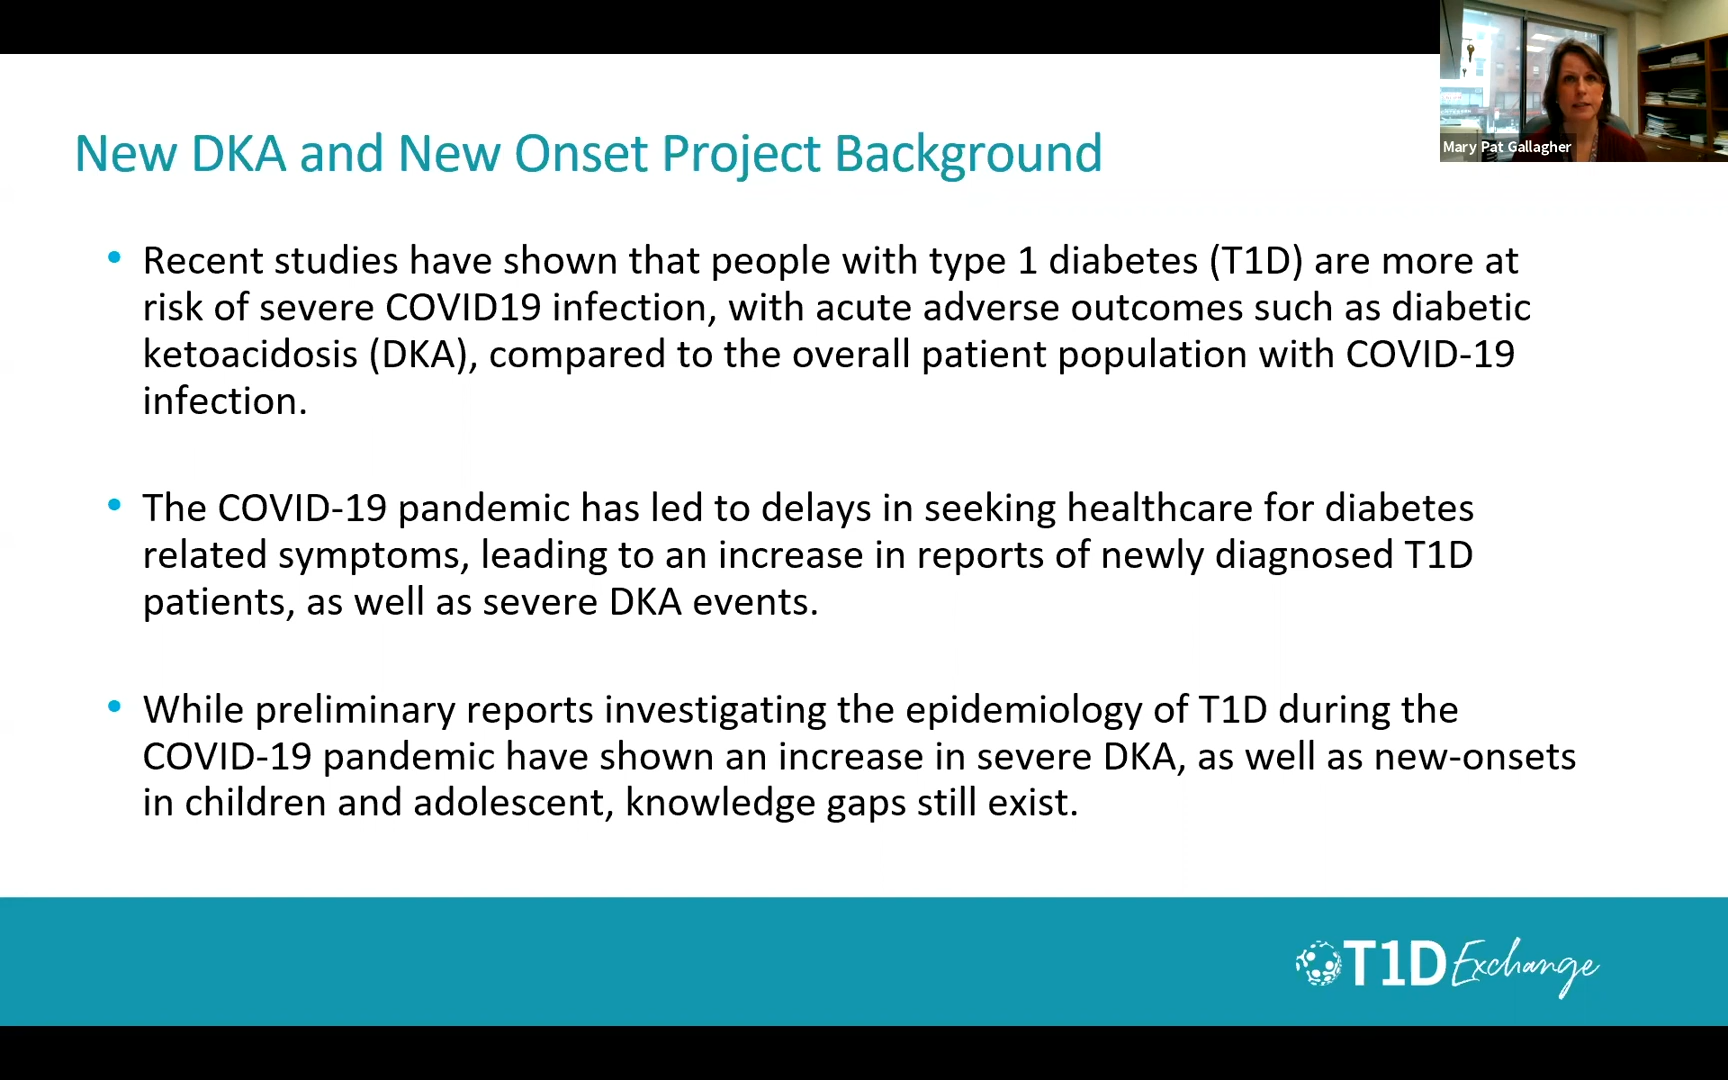 Mary Pat Gallagher
New DKA and New Onset Project Background
• Recent studies have shown that people with type 1 diabetes (T1D) are more at
risk of severe COVID19 infection, with acute adverse outcomes such as diabetic
ketoacidosis (DKA), compared to the overall patient population with COVID-19
infection.
• The COVID-19 pandemic has led to delays in seeking healthcare for diabetes
related symptoms, leading to an increase in reports of newly diagnosed T1D
patients, as well as severe DKA events.
• While preliminary reports investigating the epidemiology of T1D during the
COVID-19 pandemic have shown an increase in severe DKA, as well as new-onsets
in children and adolescent, knowledge gaps still exist.
T1D Exchange